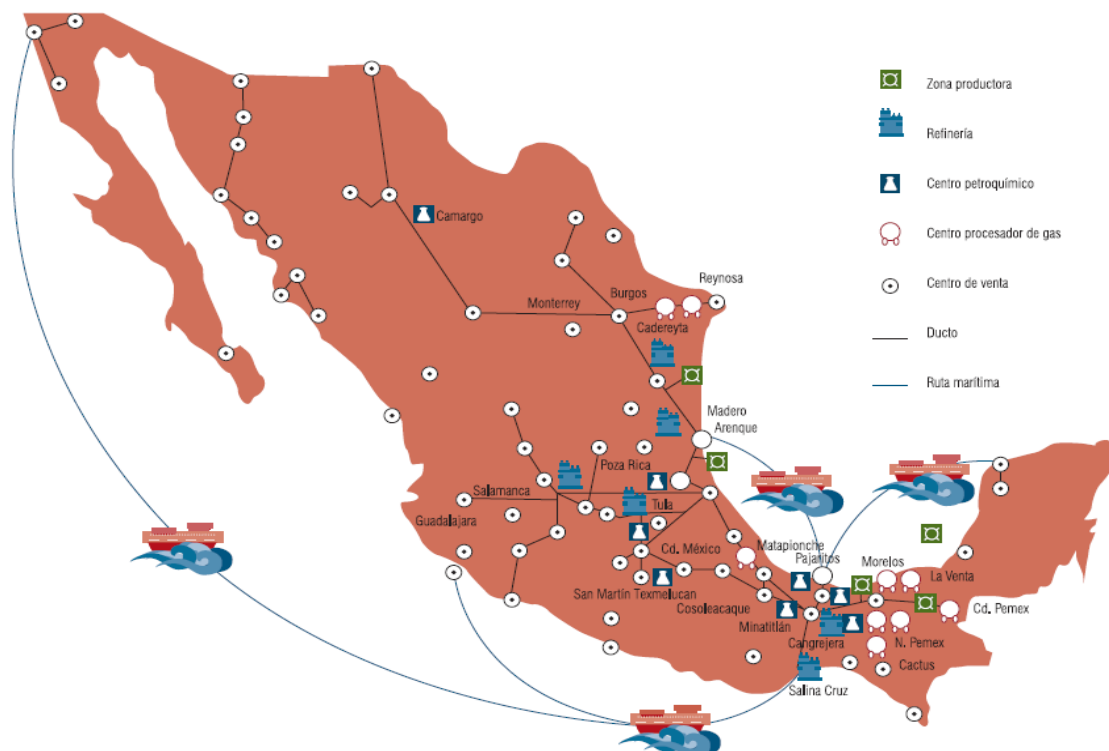 Zona productora
Refinería
Centro petroquímico
Centro procesador de gas
Centro de venta
Ducto
Ruta marítima
Camargo
Reynosa
Burgos
Monterrey
Cadereyta
Madero
Arenque
Poza Rica
Salamanca
Tula
Guadalajara
Cd. México
Matapionche
Pajaritos
Morelos
La Venta
San Martín Texmelucan
Cosoleacaque
Minatitlán
Cd. Pemex
Cangrejera
N. Pemex
Cactus
Salina Cruz